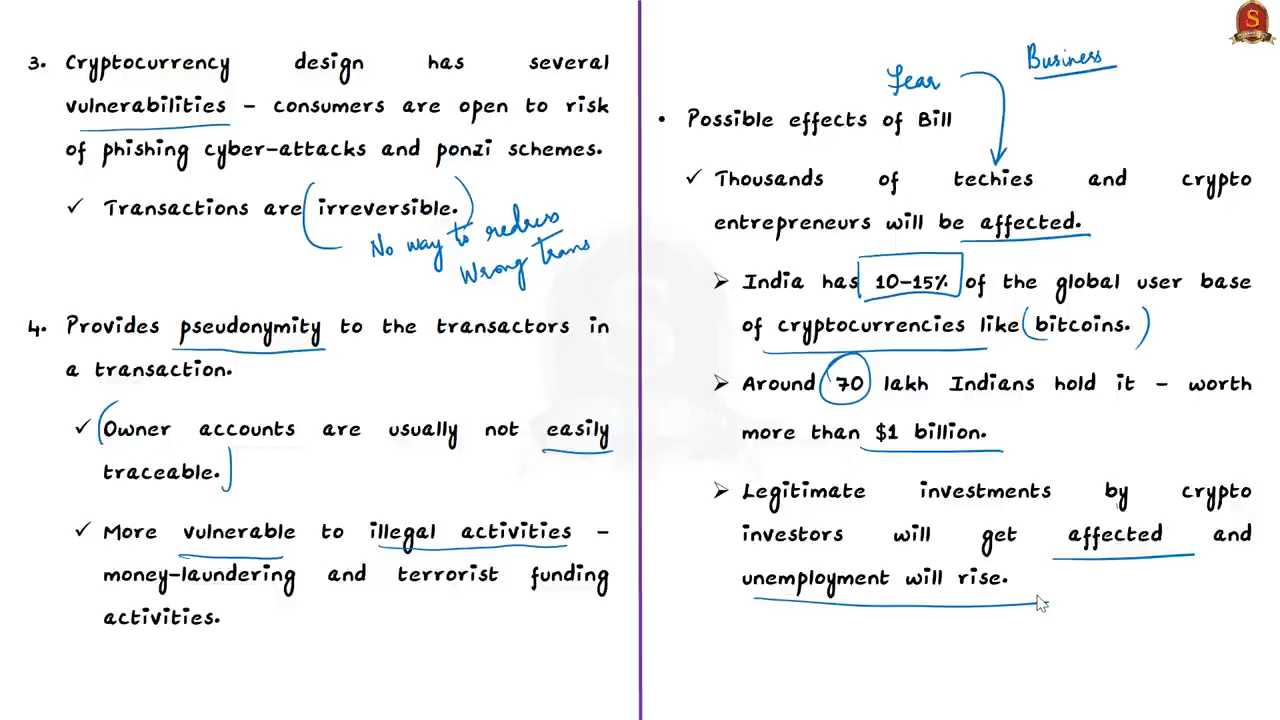 3. Cryptocurrency design has several
vulnerabilities – consumers are open to risk
of phishing cyber-attacks and ponzi schemes.
✓ Transactions are irreversible.
No way to redress
Wrong trans
4. Provides pseudonymity to the transactors in
a transaction.
✓ Owner accounts are usually not easily
traceable.
✓ More vulnerable to illegal activities –
money-laundering and terrorist funding
activities.
Business
Fear
• Possible effects of Bill
✓ Thousands of techies and crypto
entrepreneurs will be affected.
➢ India has 10-15% of the global user base
of cryptocurrencies like bitcoins.
➢ Around 70 lakh Indians hold it – worth
more than $1 billion.
➢ Legitimate investments by crypto
investors will get affected and
unemployment will rise.
S